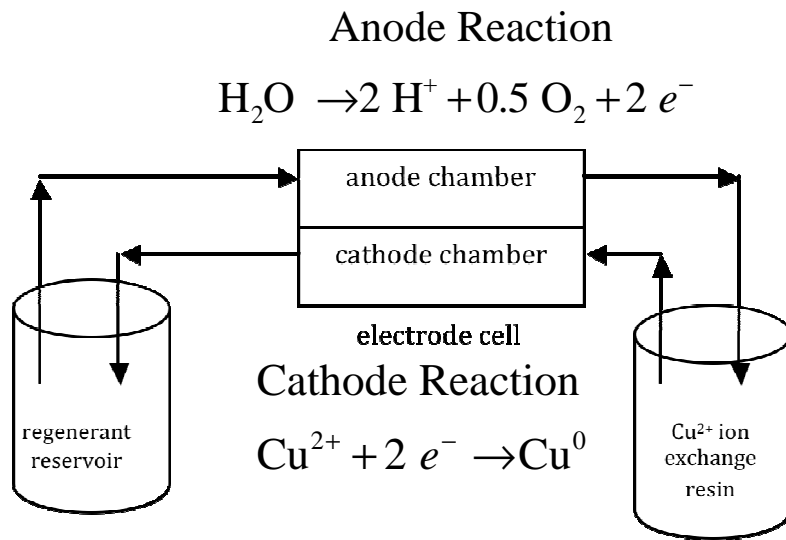 Anode Reaction
H₂O → 2 H⁺ + 0.5 O₂ + 2 e⁻
anode chamber
cathode chamber
electrode cell
Cathode Reaction
Cu²⁺ + 2 e⁻ → Cu⁰
regenerant
reservoir
Cu²⁺ ion
exchange
resin